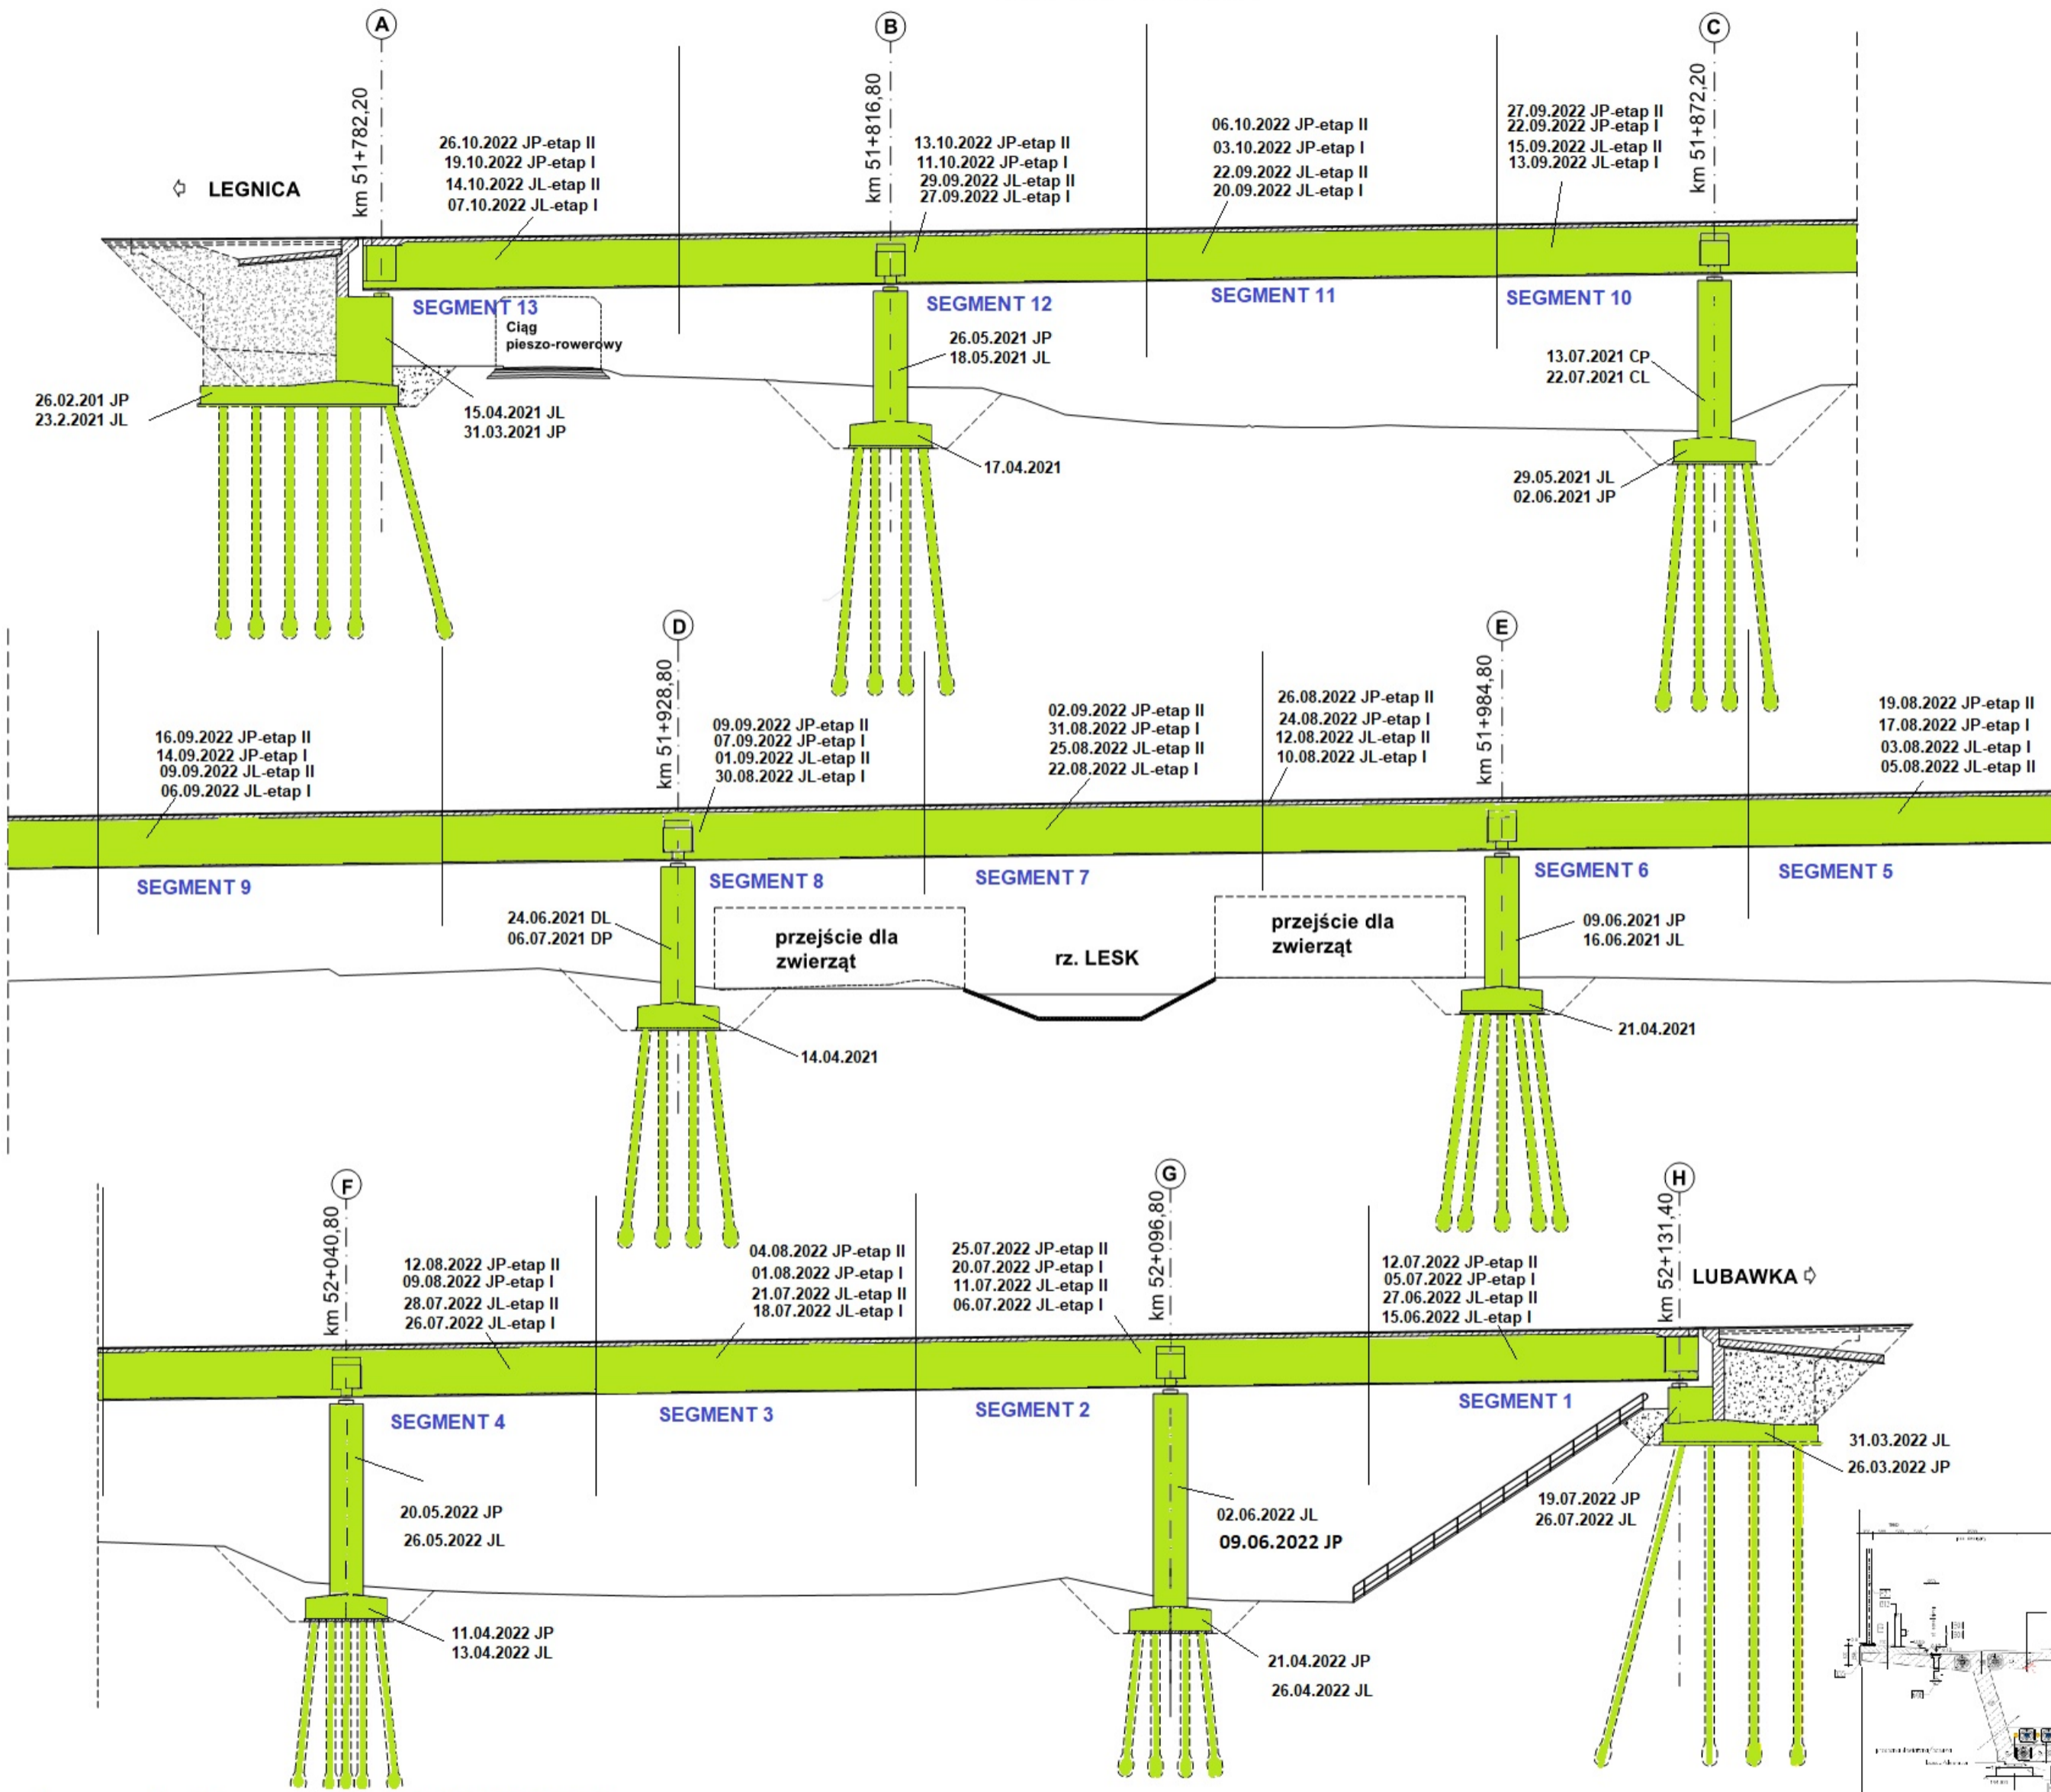 A
B
C
km 51+782,20
km 51+816,80
km 51+872,20
LEGNICA
26.10.2022 JP-etap II
19.10.2022 JP-etap I
14.10.2022 JL-etap II
07.10.2022 JL-etap I
13.10.2022 JP-etap II
11.10.2022 JP-etap I
29.09.2022 JL-etap II
27.09.2022 JL-etap I
06.10.2022 JP-etap II
03.10.2022 JP-etap I
22.09.2022 JL-etap II
20.09.2022 JL-etap I
27.09.2022 JP-etap II
22.09.2022 JP-etap I
15.09.2022 JL-etap II
13.09.2022 JL-etap I
SEGMENT 13
SEGMENT 12
SEGMENT 11
SEGMENT 10
Ciąg
pieszo-rowerowy
26.05.2021 JP
18.05.2021 JL
13.07.2021 CP
22.07.2021 CL
26.02.201 JP
23.2.2021 JL
15.04.2021 JL
31.03.2021 JP
17.04.2021
29.05.2021 JL
02.06.2021 JP
D
E
km 51+928,80
km 51+984,80
16.09.2022 JP-etap II
14.09.2022 JP-etap I
09.09.2022 JL-etap II
06.09.2022 JL-etap I
09.09.2022 JP-etap II
07.09.2022 JP-etap I
01.09.2022 JL-etap II
30.08.2022 JL-etap I
02.09.2022 JP-etap II
31.08.2022 JP-etap I
25.08.2022 JL-etap II
22.08.2022 JL-etap I
26.08.2022 JP-etap II
24.08.2022 JP-etap I
12.08.2022 JL-etap II
10.08.2022 JL-etap I
19.08.2022 JP-etap II
17.08.2022 JP-etap I
03.08.2022 JL-etap I
05.08.2022 JL-etap II
SEGMENT 9
SEGMENT 8
SEGMENT 7
SEGMENT 6
SEGMENT 5
24.06.2021 DL
06.07.2021 DP
przejście dla
zwierząt
rz. LESK
przejście dla
zwierząt
09.06.2021 JP
16.06.2021 JL
14.04.2021
21.04.2021
F
G
H
km 52+040,80
km 52+096,80
km 52+131,40
LUBAWKA
12.08.2022 JP-etap II
09.08.2022 JP-etap I
28.07.2022 JL-etap II
26.07.2022 JL-etap I
04.08.2022 JP-etap II
01.08.2022 JP-etap I
21.07.2022 JL-etap II
18.07.2022 JL-etap I
25.07.2022 JP-etap II
20.07.2022 JP-etap I
11.07.2022 JL-etap II
06.07.2022 JL-etap I
12.07.2022 JP-etap II
05.07.2022 JP-etap I
27.06.2022 JL-etap II
15.06.2022 JL-etap I
SEGMENT 4
SEGMENT 3
SEGMENT 2
SEGMENT 1
20.05.2022 JP
26.05.2022 JL
02.06.2022 JL
09.06.2022 JP
31.03.2022 JL
26.03.2022 JP
19.07.2022 JP
26.07.2022 JL
11.04.2022 JP
13.04.2022 JL
21.04.2022 JP
26.04.2022 JL